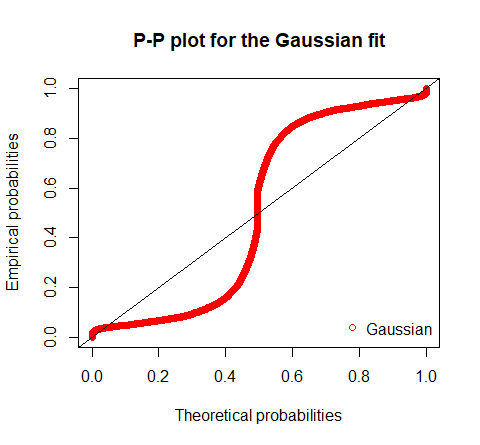 P-P plot for the Gaussian fit
Empirical probabilities
1.0
0.8
0.6
0.4
0.2
0.0
Gaussian
0.0 0.2 0.4 0.6 0.8 1.0
Theoretical probabilities